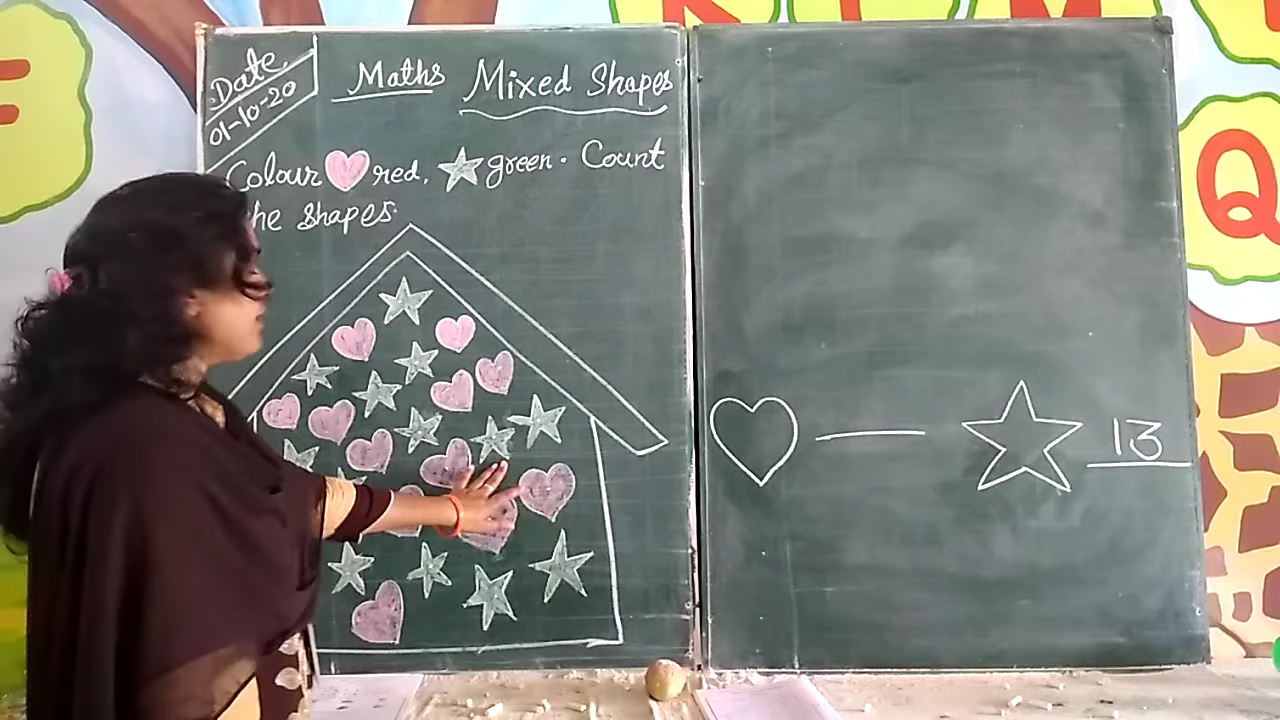 Date
01-10-20
Maths Mixed Shapes
Colour red, green. Count
he shapes.
13
F
Q